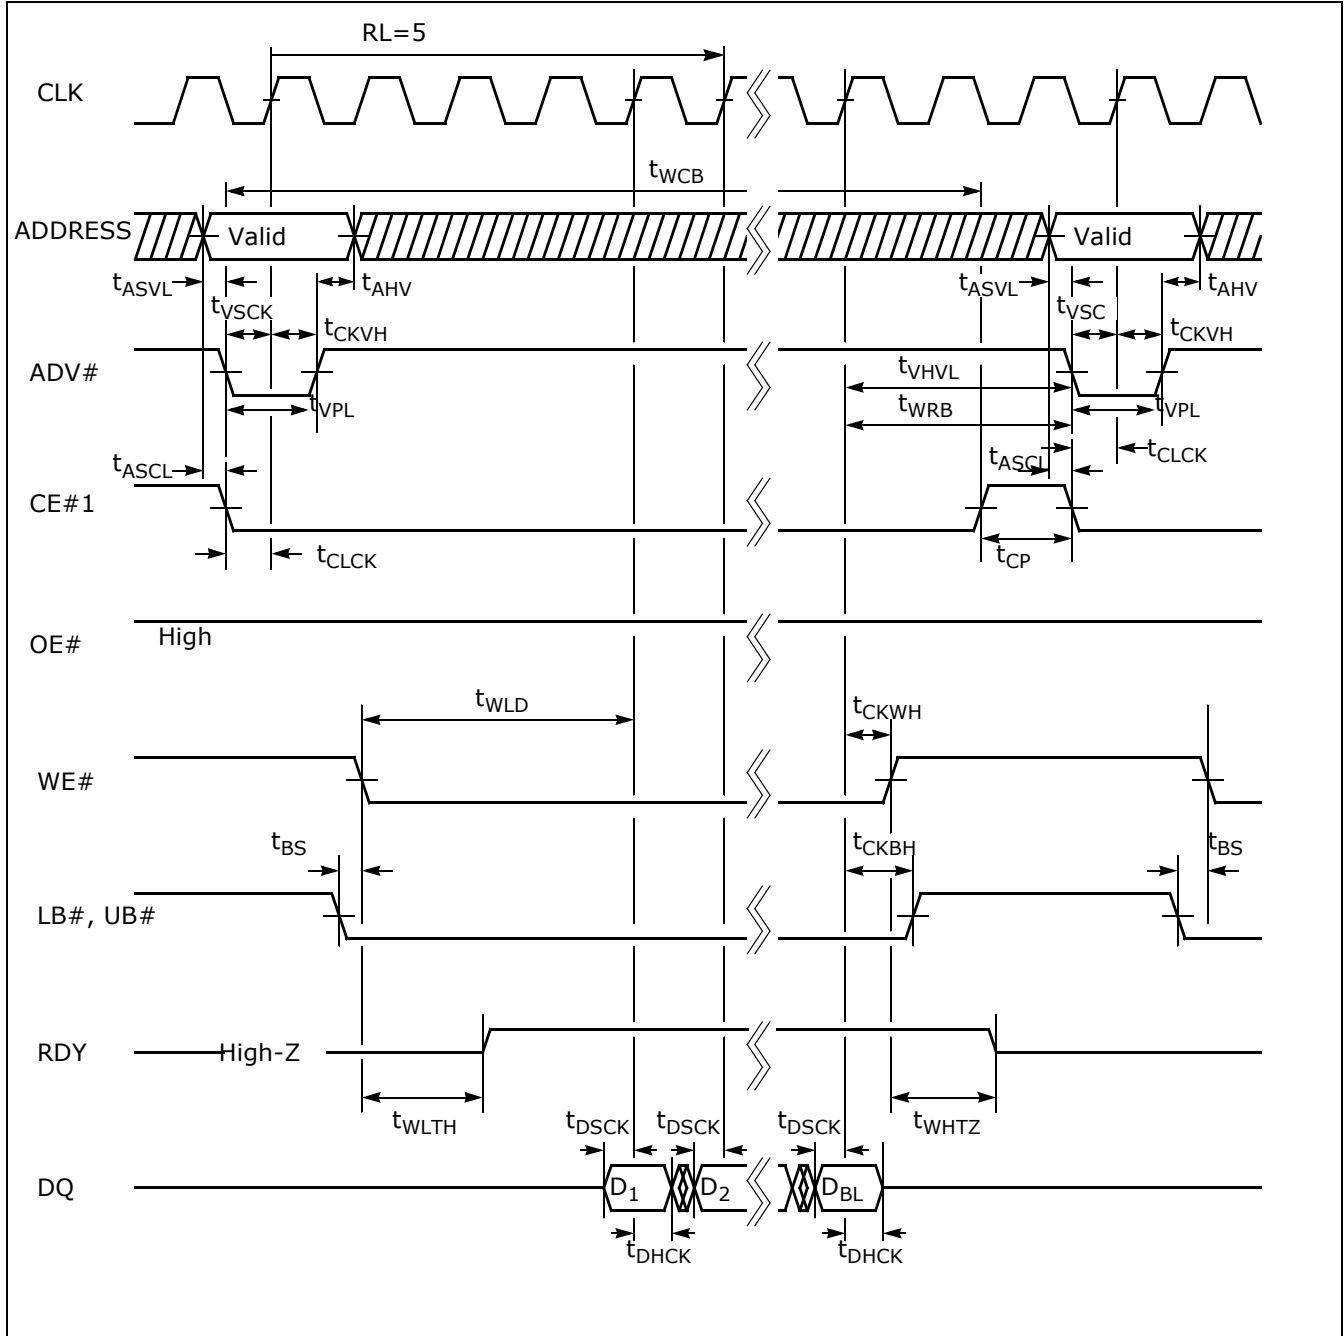 RL=5
CLK
tWCB
ADDRESS
Valid
Valid
tASVL
tAHV
tASVL
tAHV
tVSCK
tVSC
tCKVH
tCKVH
ADV#
tVHVL
tVPL
tWRB
tVPL
tASCL
tASCL
tCLCK
CE#1
tCLCK
tCP
OE#
High
tWLD
tCKWH
WE#
tBS
tCKBH
tBS
LB#, UB#
RDY
High-Z
tWLTH
tDSCK
tDSCK
tDSCK
tWHTZ
DQ
D1
D2
DBL
tDHCK
tDHCK